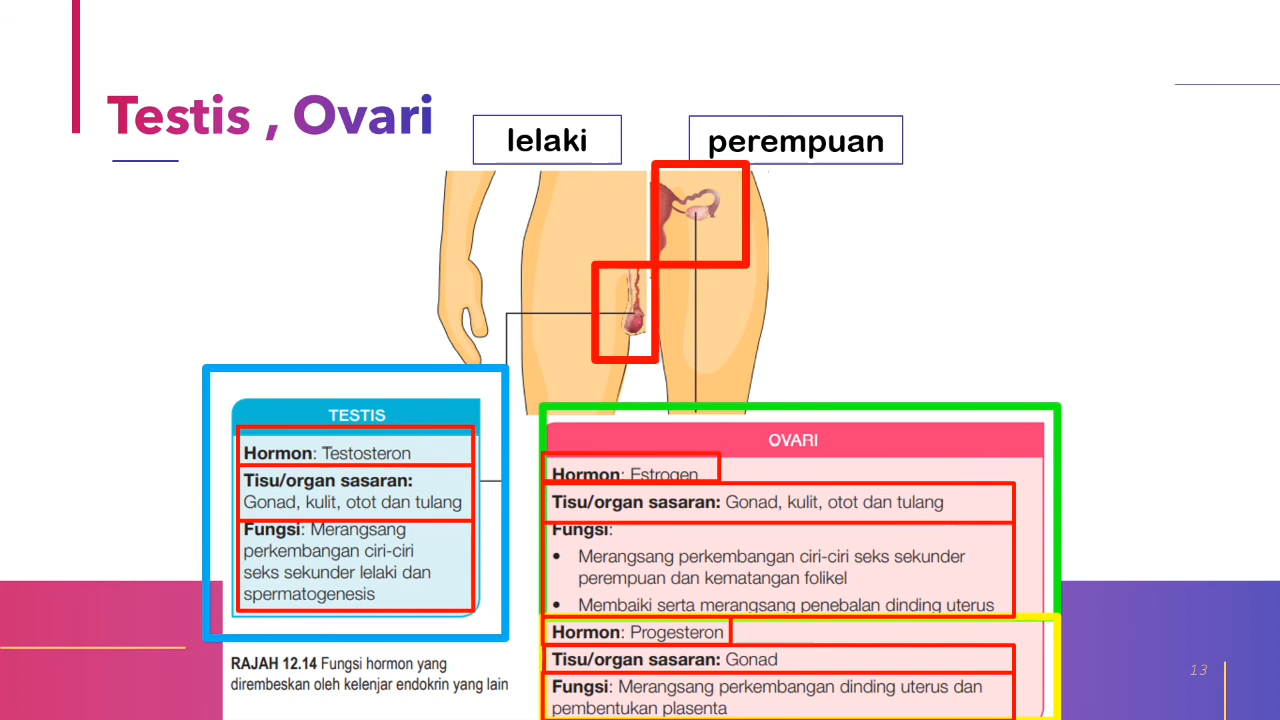 Testis , Ovari
lelaki
perempuan
TESTIS
Hormon: Testosteron
Tisu/organ sasaran:
Gonad, kulit, otot dan tulang
Fungsi: Merangsang
perkembangan ciri-ciri
seks sekunder lelaki dan
spermatogenesis
RAJAH 12.14 Fungsi hormon yang
dirembeskan oleh kelenjar endokrin yang lain
OVARI
Hormon: Estrogen
Tisu/organ sasaran: Gonad, kulit, otot dan tulang
Fungsi:
• Merangsang perkembangan ciri-ciri seks sekunder
perempuan dan kematangan folikel
• Membaiki serta merangsang penebalan dinding uterus
Hormon: Progesteron
Tisu/organ sasaran: Gonad
Fungsi: Merangsang perkembangan dinding uterus dan
pembentukan plasenta
13